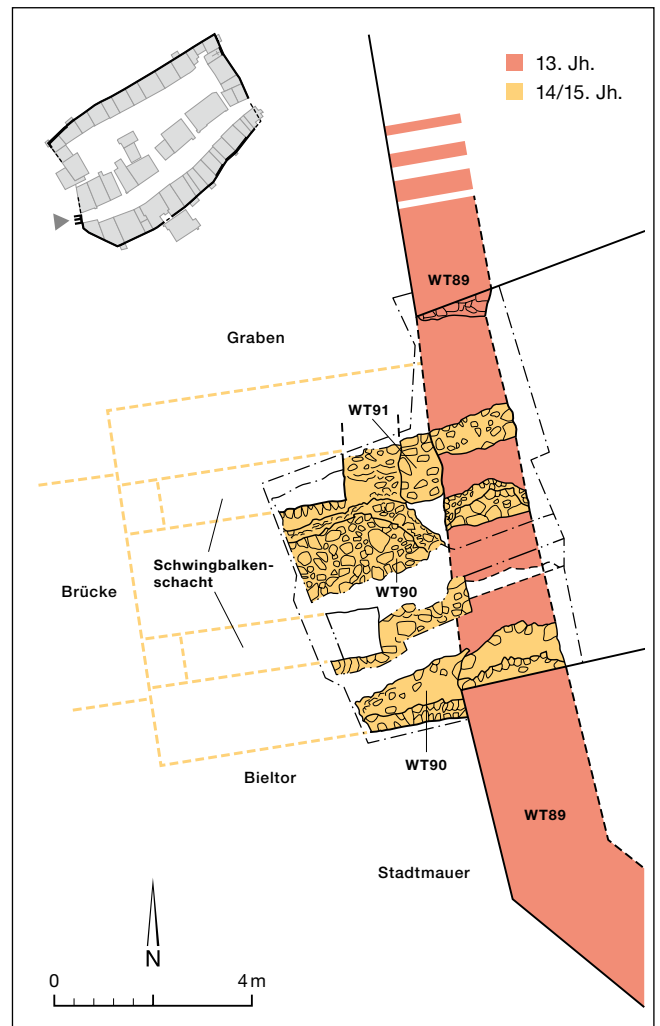 13. Jh.
14/15. Jh.
WT89
Graben
WT91
Schwingbalken-
schacht
Brücke
WT90
WT90
Bieltor
WT89
Stadtmauer
N
0 4 m